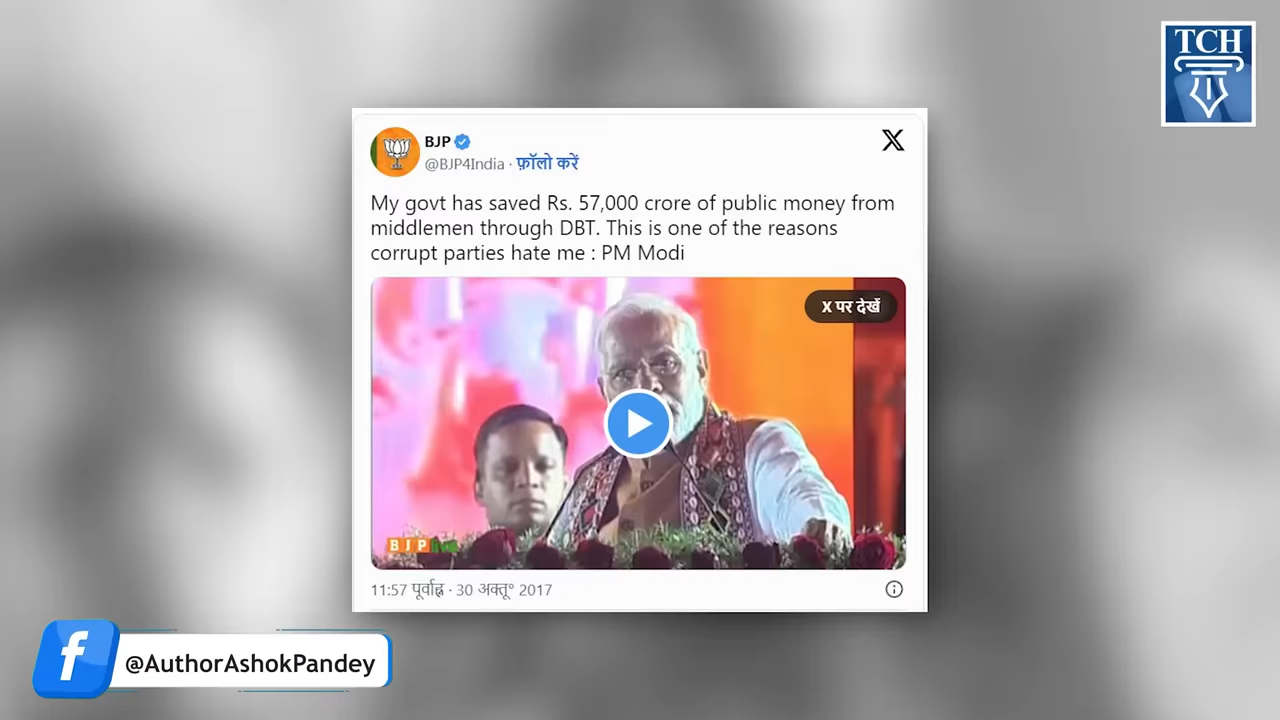 TCH
BJP
@BJP4India · फ़ॉलो करें
My govt has saved Rs. 57,000 crore of public money from
middlemen through DBT. This is one of the reasons
corrupt parties hate me : PM Modi
X पर देखें
BJP
11:57 पूर्वाह्न · 30 अक्तू॰ 2017
@AuthorAshokPandey